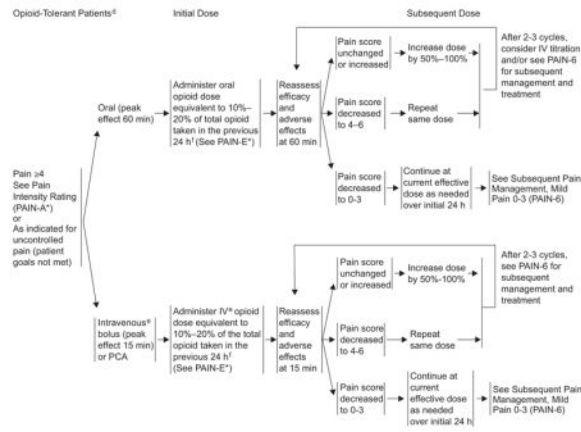 Opioid-Tolerant Patientsᵈ
Initial Dose
Subsequent Dose
Pain ≥4
See Pain
Intensity Rating
(PAIN-A*)
or
As indicated for
uncontrolled
pain (patient
goals not met)
Oral (peak
effect 60 min)
Administer oral
opioid dose
equivalent to 10%–
20% of total opioid
taken in the previous
24 h† (See PAIN-E*)
Reassess
efficacy
and
adverse
effects
at 60 min
Pain score
unchanged
or increased
Increase dose
by 50%–100%
After 2-3 cycles,
consider IV titration
and/or see PAIN-6
for subsequent
management and
treatment
Pain score
decreased
to 4–6
Repeat
same dose
Pain score
decreased
to 0-3
Continue at
current effective
dose as needed
over initial 24 h
See Subsequent Pain
Management, Mild
Pain 0-3 (PAIN-6)
Intravenousᵉ
bolus (peak
effect 15 min)
or PCA
Administer IVᵉ opioid
dose equivalent to
10%–20% of the total
opioid taken in the
previous 24 h†
(See PAIN-E*)
Reassess
efficacy
and
adverse
effects
at 15 min
Pain score
unchanged
or increased
Increase dose
by 50%-100%
After 2-3 cycles,
see PAIN-6 for
subsequent
management and
treatment
Pain score
decreased
to 4-6
Repeat
same dose
Pain score
decreased
to 0-3
Continue at
current
effective dose
as needed
over initial 24 h
See Subsequent Pain
Management, Mild
Pain 0-3 (PAIN-6)